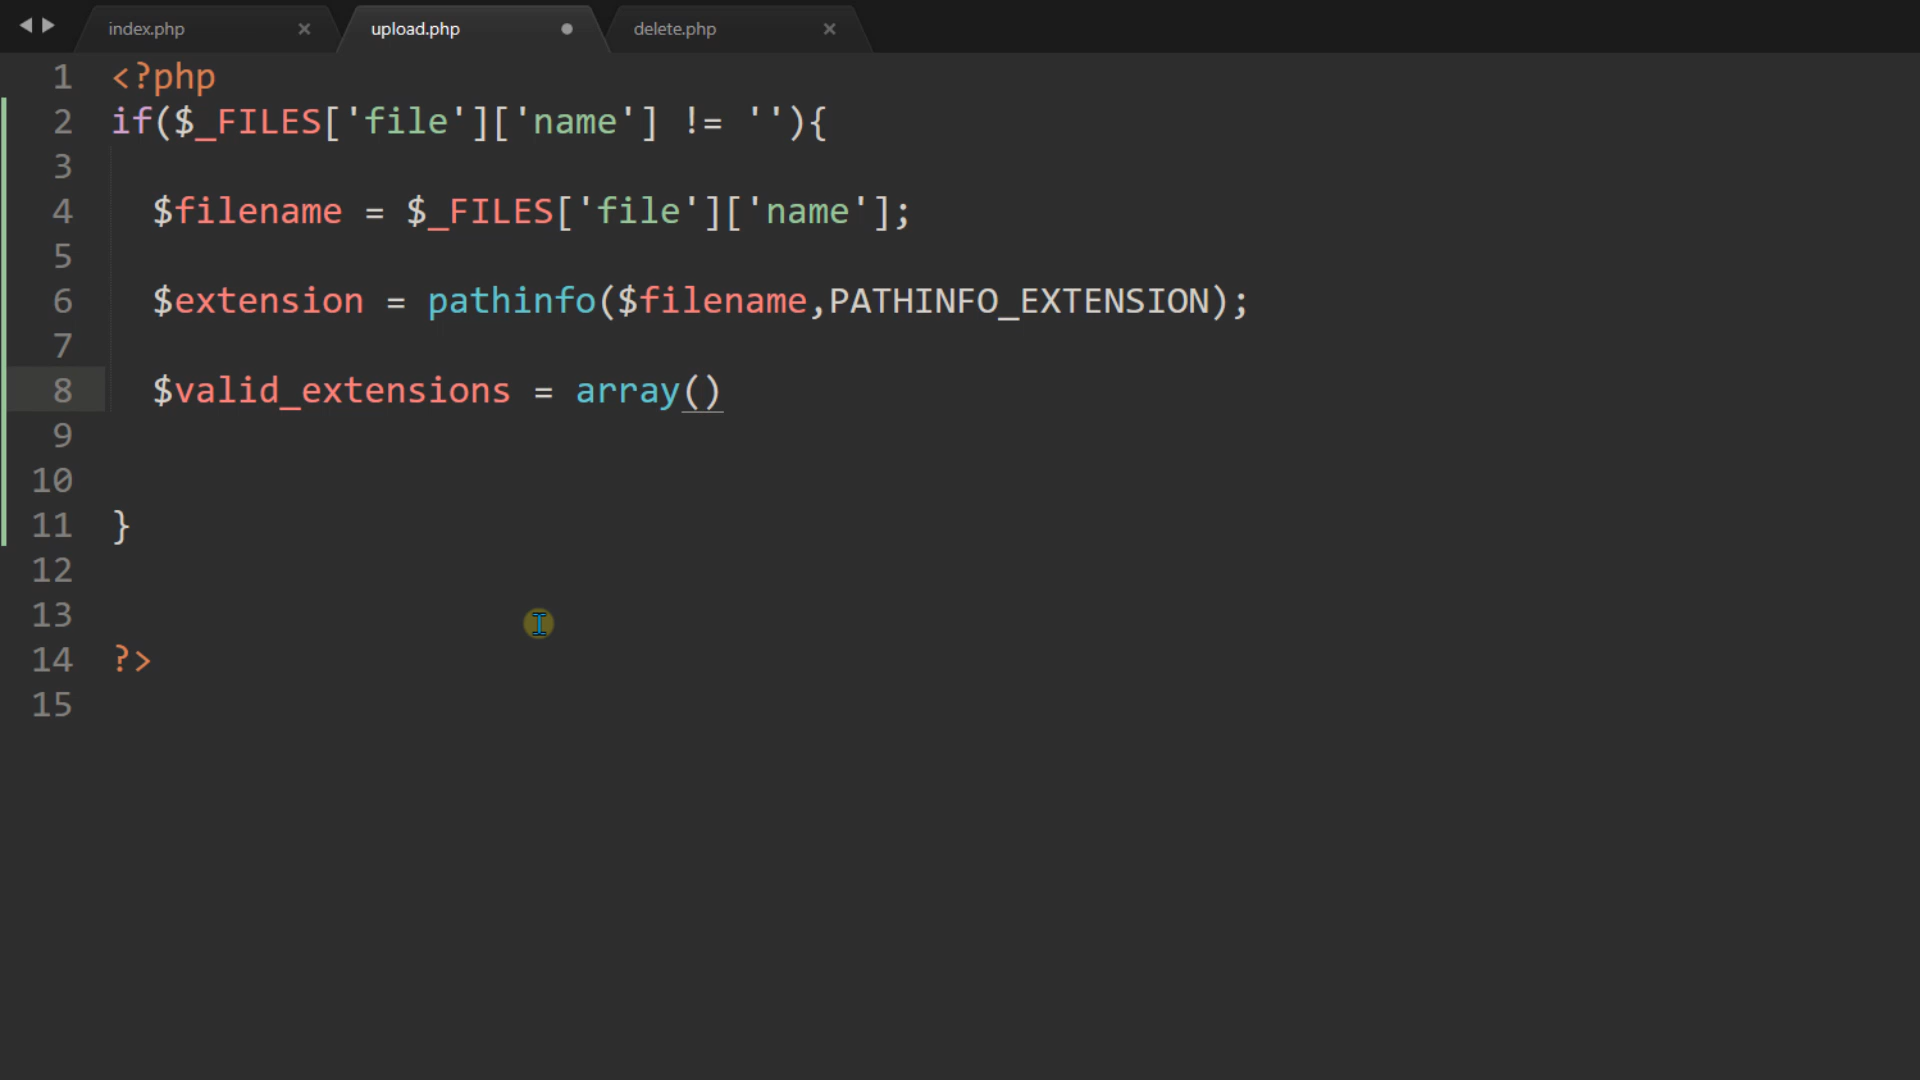 index.php
upload.php
delete.php
1 <?php
2 if($_FILES['file']['name'] != ''){
3
4 $filename = $_FILES['file']['name'];
5
6 $extension = pathinfo($filename,PATHINFO_EXTENSION);
7
8 $valid_extensions = array()
9
10
11 }
12
13
14 ?>
15